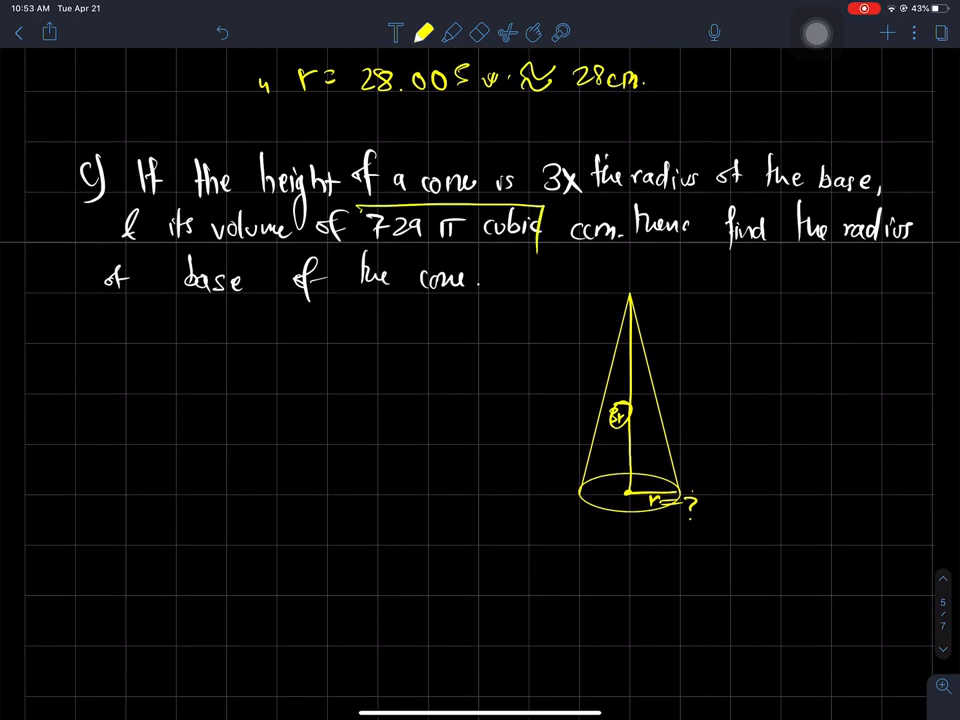 10:53 AM Tue Apr 21
43%
r = 28.005 ≈ 28cm.
c) If the height of a cone is 3x the radius of the base,
& its volume of 729 π cubic ccm. then find the radius
of base of the cone.
3r
r = ?
5
/
7